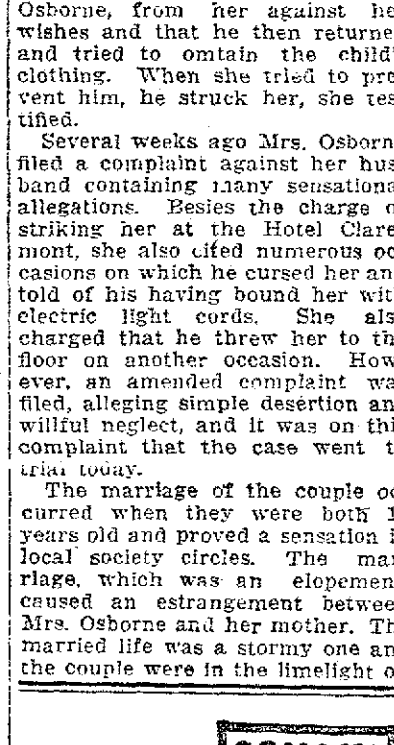 Osborne, from her against he
wishes and that he then returne
and tried to omtain the child'
clothing. When she tried to pre
vent him, he struck her, she tes
tified.
Several weeks ago Mrs. Osborn
filed a complaint against her hus
band containing many sensationa
allegations. Besies the charge o
striking her at the Hotel Clare
mont, she also cited numerous oc
casions on which he cursed her an
told of his having bound her wit
electric light cords. She als
charged that he threw her to th
floor on another occasion. How
ever, an amended complaint wa
filed, alleging simple desertion an
willful neglect, and it was on thi
complaint that the case went t
trial today.
The marriage of the couple oc
curred when they were both 1
years old and proved a sensation i
local society circles. The mar
riage, which was an elopemen
caused an estrangement betwee
Mrs. Osborne and her mother. Th
married life was a stormy one an
the couple were in the limelight o